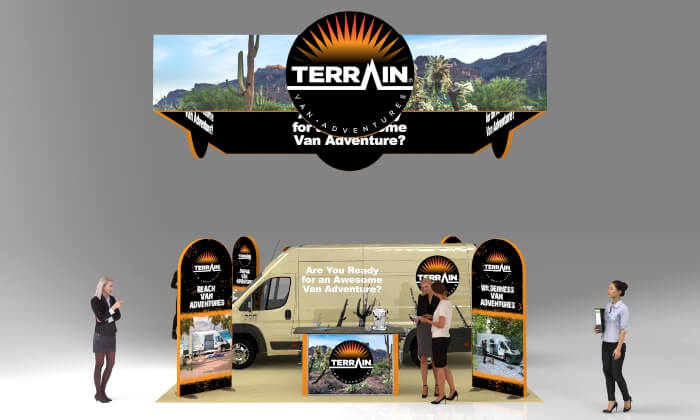 TERRAIN
VAN·ADVENTURES
®
for an Awesome
Van Adventure?
TERRAIN
BEACH
VAN
ADVENTURES
Are You Ready
for an Awesome
Van Adventure?
TERRAIN
TERRAIN
WILDERNESS
VAN
ADVENTURES
TERRAIN